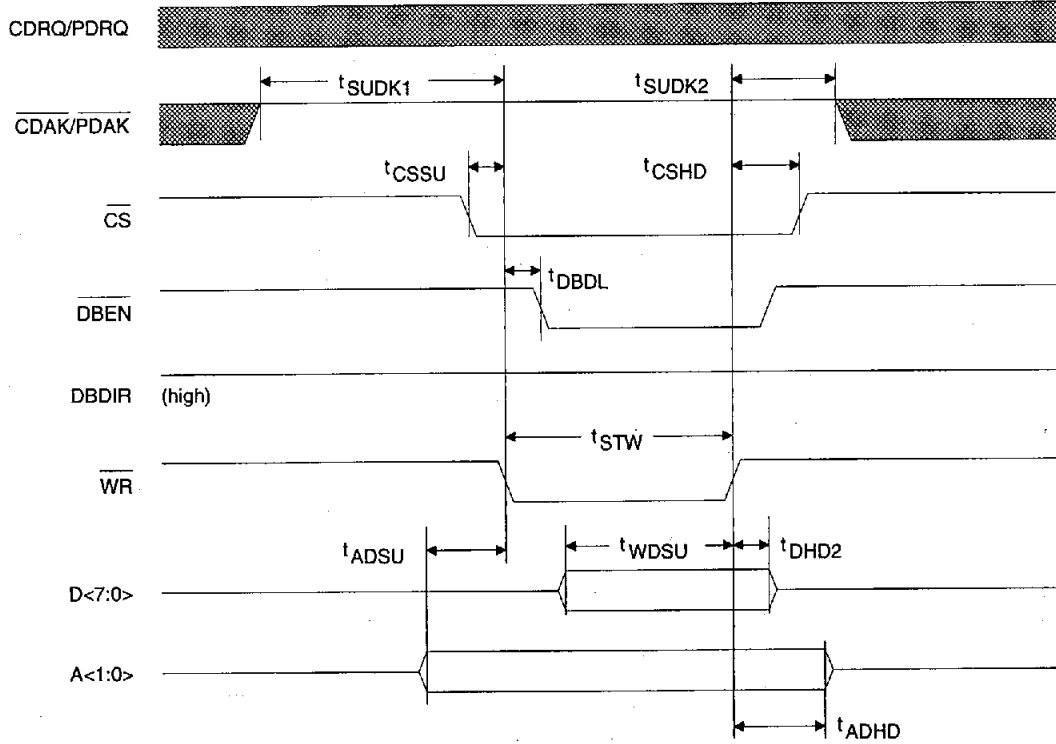 CDRQ/PDRQ
tSUDK1
tSUDK2
CDAK/PDAK
tCSSU
tCSHD
CS
tDBDL
DBEN
DBDIR (high)
tSTW
WR
tADSU
tWDSU
tDHD2
D<7:0>
A<1:0>
tADHD